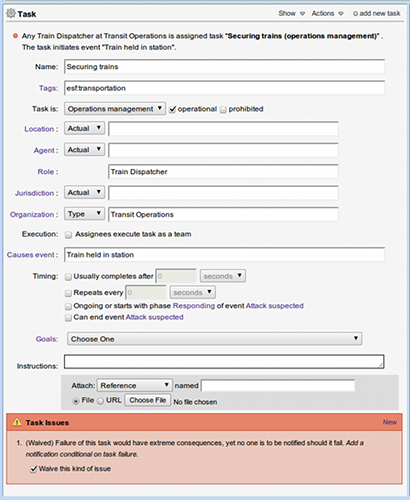 Task Show Actions add new task
Any Train Dispatcher at Transit Operations is assigned task "Securing trains (operations management)" .
The task initiates event "Train held in station".
Name: Securing trains
Tags: esf:transportation
Task is: Operations management operational prohibited
Location : Actual
Agent : Actual
Role : Train Dispatcher
Jurisdiction : Actual
Organization : Type Transit Operations
Execution: Assignees execute task as a team
Causes event : Train held in station
Timing: Usually completes after 0 seconds
Repeats every 0 seconds
Ongoing or starts with phase Responding of event Attack suspected
Can end event Attack suspected
Goals: Choose One
Instructions:
Attach: Reference named
File URL Choose File No file chosen
Task Issues New
1. (Waived) Failure of this task would have extreme consequences, yet no one is to be notified should it fail. Add a
notification conditional on task failure.
Waive this kind of issue